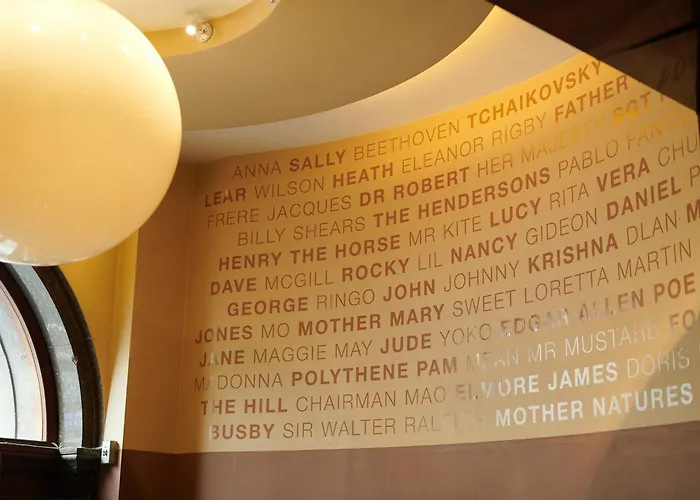 ANNA SALLY BEETHOVEN TCHAIKOVSKY
LEAR WILSON HEATH ELEANOR RIGBY FATHER
FRERE JACQUES DR ROBERT HER MAJESTY SGT
BILLY SHEARS THE HENDERSONS PABLO
HENRY THE HORSE MR KITE LUCY RITA VERA
DAVE MCGILL ROCKY LIL NANCY GIDEON DANIEL
GEORGE RINGO JOHN JOHNNY KRISHNA DLAN
JONES MO MOTHER MARY SWEET LORETTA MARTIN
JANE MAGGIE MAY JUDE YOKO EDGAR ALLEN POE
MADONNA POLYTHENE PAM MEAN MR MUSTARD
THE HILL CHAIRMAN MAO ELMORE JAMES DORIS
BUSBY SIR WALTER MOTHER NATURES